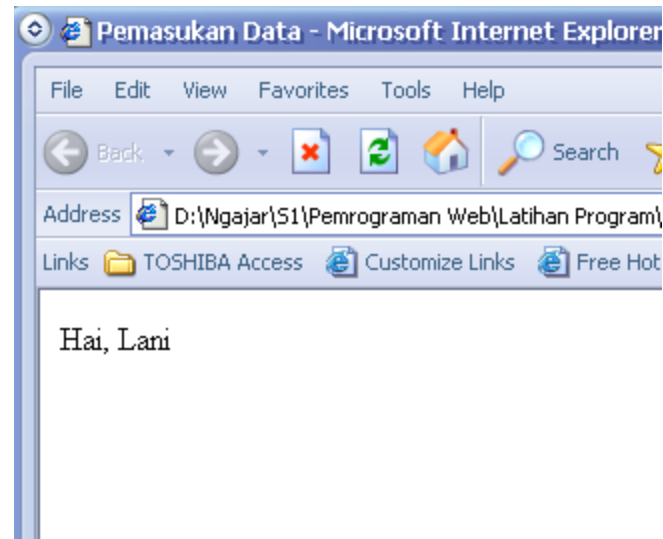 Pemasukan Data - Microsoft Internet Explorer
File Edit View Favorites Tools Help
Back Search
Address D:\Ngajar\S1\Pemrograman Web\Latihan Program\
Links TOSHIBA Access Customize Links Free Hot
Hai, Lani